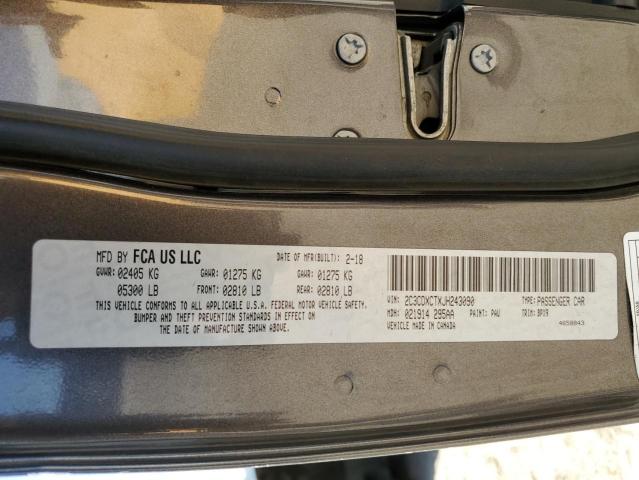 MFD BY FCA US LLC DATE OF MFR(BUILT): 2-18
GVWR: 02405 KG GAWR: 01275 KG GAWR: 01275 KG
05300 LB FRONT: 02810 LB REAR: 02810 LB
THIS VEHICLE CONFORMS TO ALL APPLICABLE U.S.A. FEDERAL MOTOR VEHICLE SAFETY,
BUMPER AND THEFT PREVENTION STANDARDS IN EFFECT ON
THE DATE OF MANUFACTURE SHOWN ABOVE.
VIN: 2C3CDXCTXJH243090 TYPE: PASSENGER CAR
MDH: 021914 295AA PAINT: PAU TRIM: BPI9
VEHICLE MADE IN CANADA 4650843